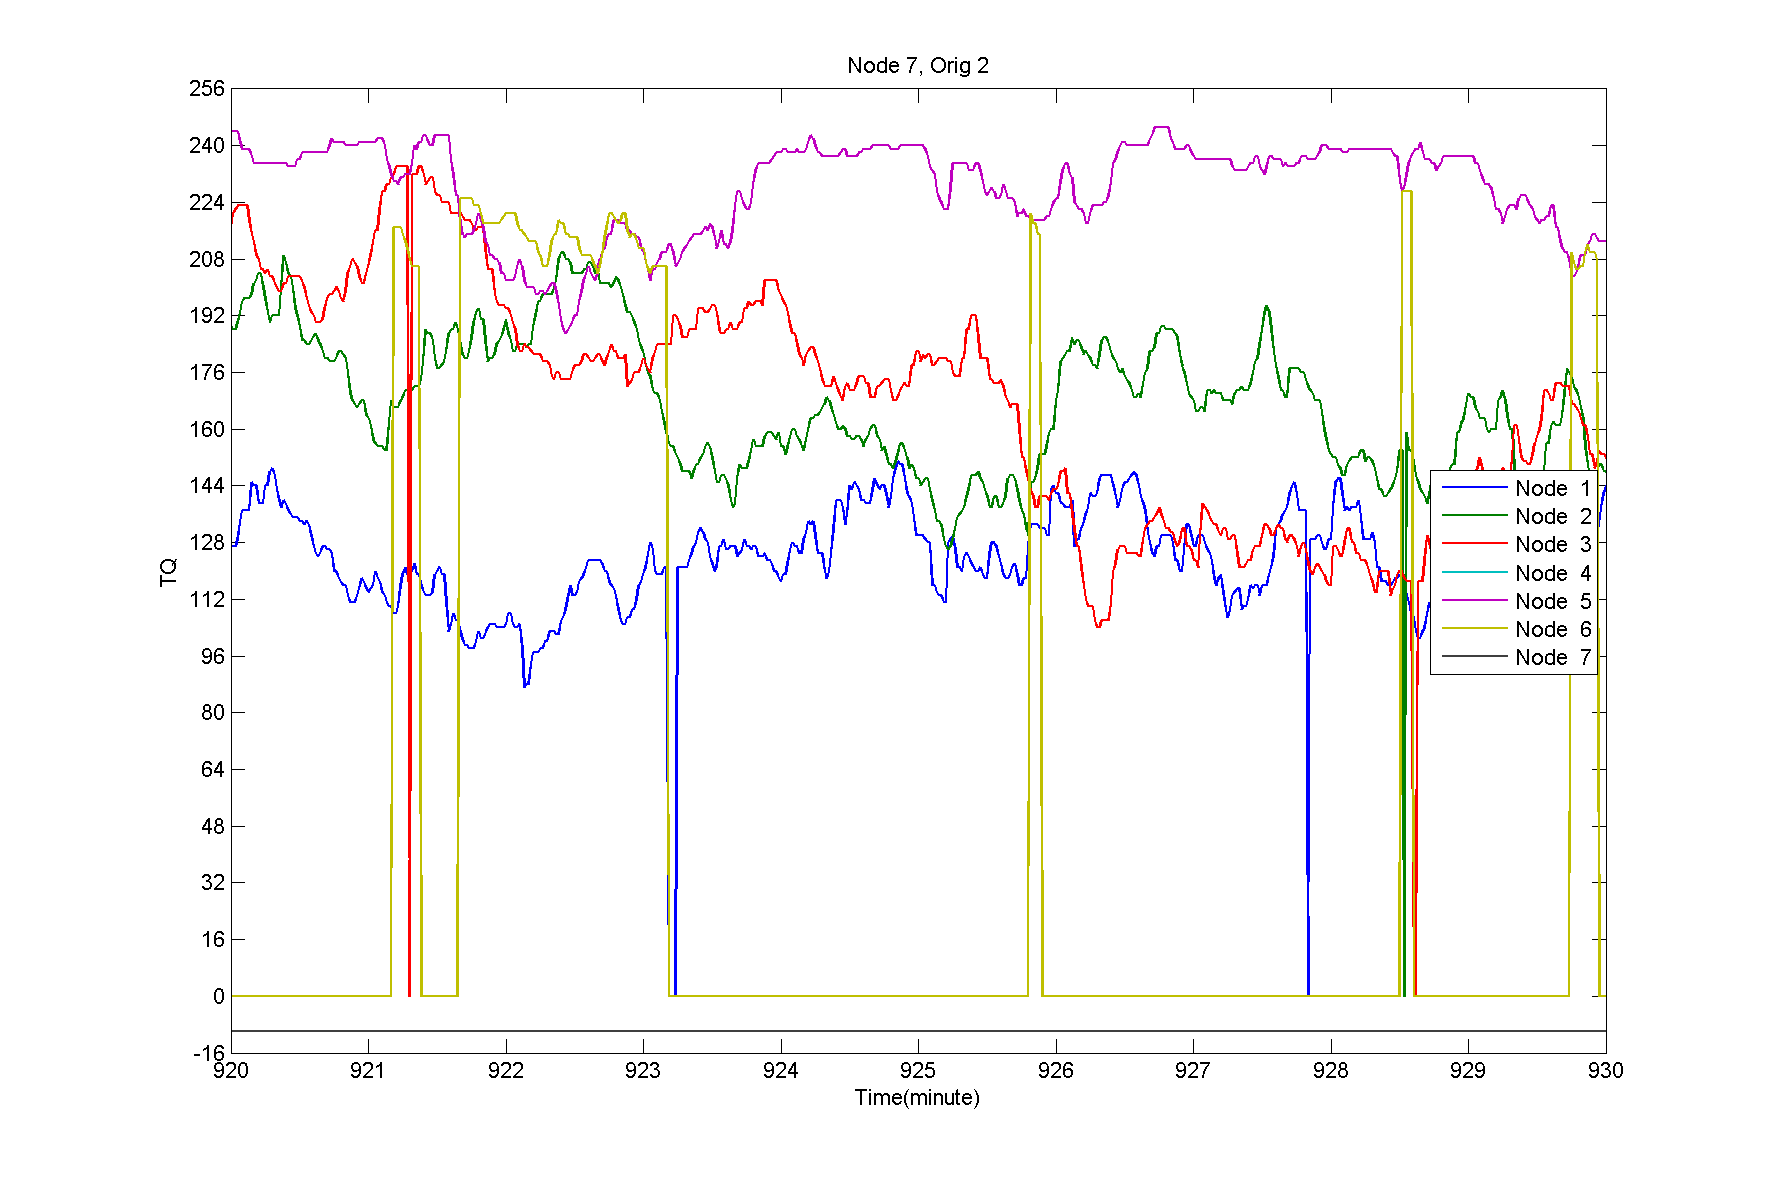 Node 7, Orig 2
256
240
224
208
192
176
160
144
128
112
96
80
64
48
32
16
0
-16
TQ
Node 1
Node 2
Node 3
Node 4
Node 5
Node 6
Node 7
920 921 922 923 924 925 926 927 928 929 930
Time(minute)